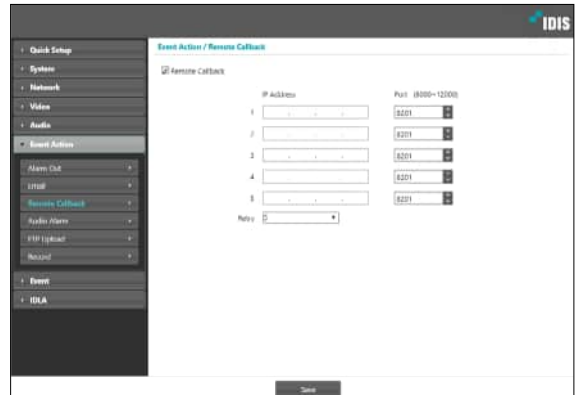 IDIS
Quick Setup
System
Network
Video
Audio
Event Action
Alarm Out
Email
Remote Callback
Audio Alarm
FTP Upload
Record
Event
IDLA
Event Action / Remote Callback
Remote Callback
IP Address Port (8000~12000)
1 . . . 8201
2 . . . 8201
3 . . . 8201
4 . . . 8201
5 . . . 8201
Retry 0
Save